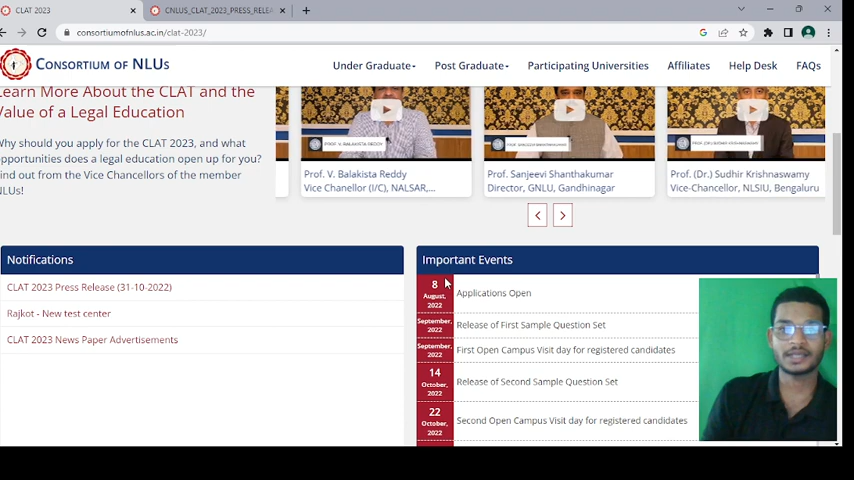 CLAT 2023
CNLUS_CLAT_2023_PRESS_RELEA
consortiumofnlus.ac.in/clat-2023/
CONSORTIUM OF NLUS
Under Graduate
Post Graduate
Participating Universities
Affiliates
Help Desk
FAQs
earn More About the CLAT and the
alue of a Legal Education
Why should you apply for the CLAT 2023, and what
pportunities does a legal education open up for you?
ind out from the Vice Chancellors of the member
NLUs!
PROF. V. BALAKISTA REDDY
Prof. V. Balakista Reddy
Vice Chanellor (I/C), NALSAR,...
Prof. Sanjeevi Shanthakumar
Director, GNLU, Gandhinagar
Prof. (Dr.) Sudhir Krishnaswamy
Vice-Chancellor, NLSIU, Bengaluru
Notifications
CLAT 2023 Press Release (31-10-2022)
Rajkot - New test center
CLAT 2023 News Paper Advertisements
Important Events
8
August,
2022
Applications Open
September,
2022
Release of First Sample Question Set
September,
2022
First Open Campus Visit day for registered candidates
14
October,
2022
Release of Second Sample Question Set
22
October,
2022
Second Open Campus Visit day for registered candidates